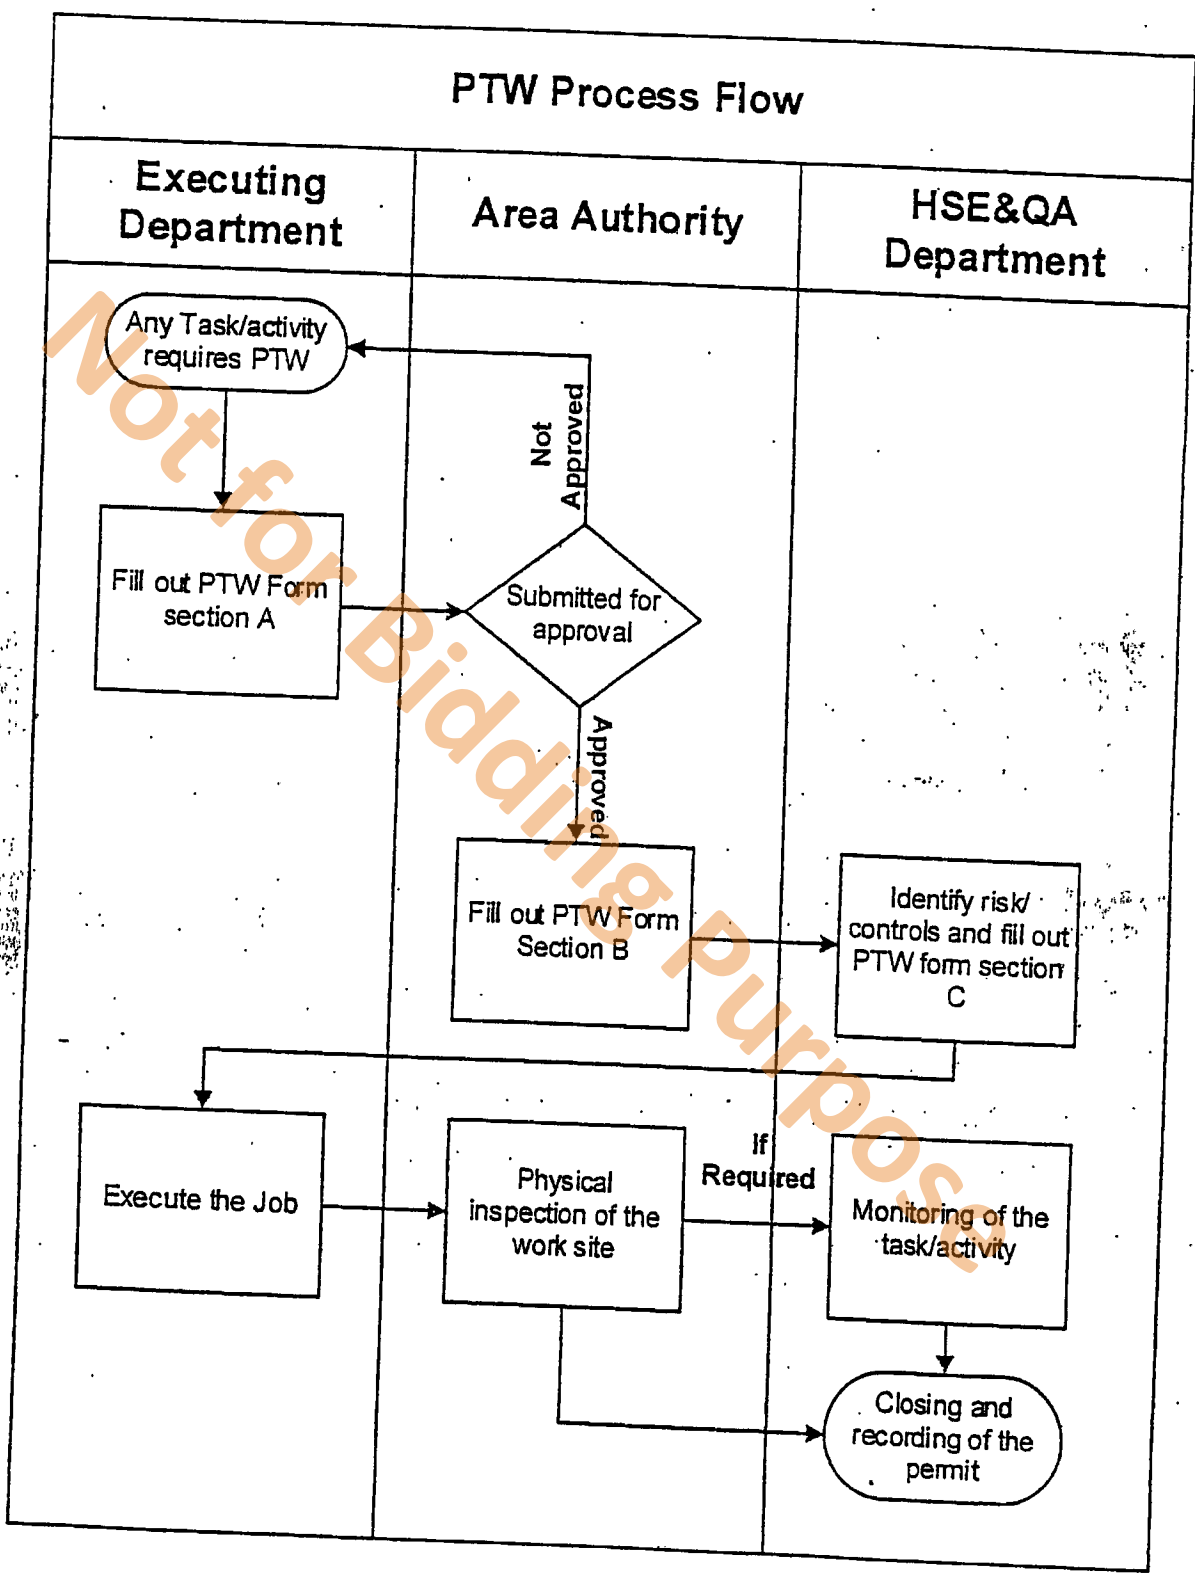 PTW Process Flow
Executing
Department
Area Authority
HSE&QA
Department
Any Task/activity
requires PTW
Not
Approved
Fill out PTW Form
section A
Submitted for
approval
Approved
Fill out PTW Form
Section B
Identify risk/
controls and fill out
PTW form section
C
Execute the Job
Physical
inspection of the
work site
If
Required
Monitoring of the
task/activity
Closing and
recording of the
permit
Not for Bidding Purpose